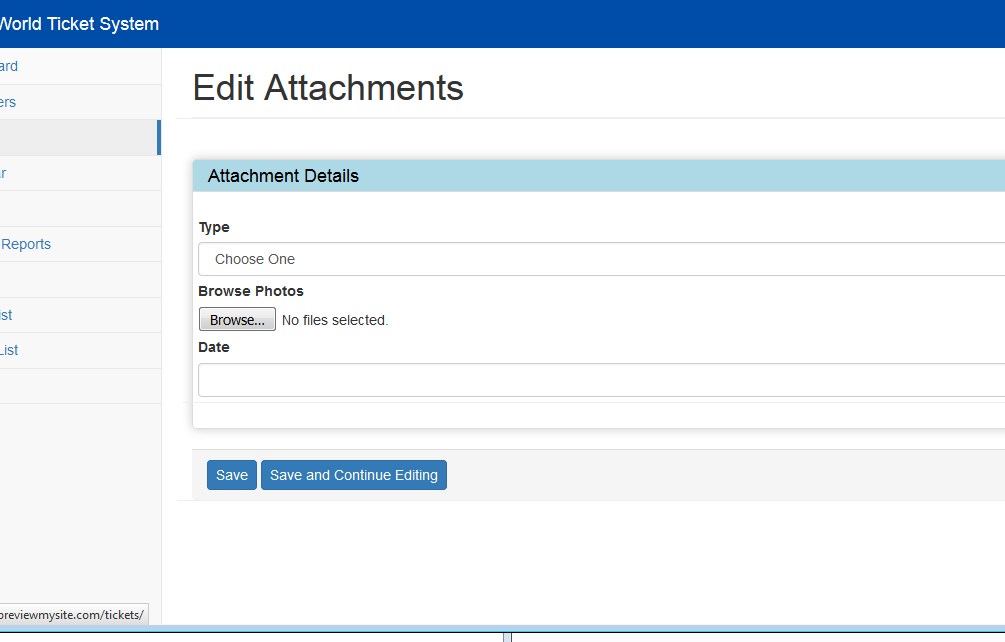 World Ticket System
ard
ers
r
Reports
st
List
Edit Attachments
Attachment Details
Type
Choose One
Browse Photos
Browse... No files selected.
Date
Save Save and Continue Editing
previewmysite.com/tickets/